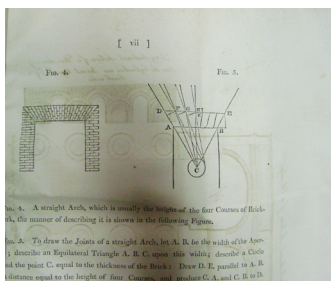 [ vii ]
FIG. 4.
FIG. 5.
D F G H E
A B
C
FIG. 4. A straight Arch, which is usually the height of the four Courses of Brick-
work, the manner of describing it is shown in the following Figure.
FIG. 5. To draw the Joints of a straight Arch, let A. B. be the width of the Aper-
; describe an Equilateral Triangle A. B. C. upon this width; describe a Circle
nd the point C. equal to the thickness of the Brick: Draw D. E. parallel to A. B.
distance equal to the height of four Courses, and produce C. A. and C. B. to D.